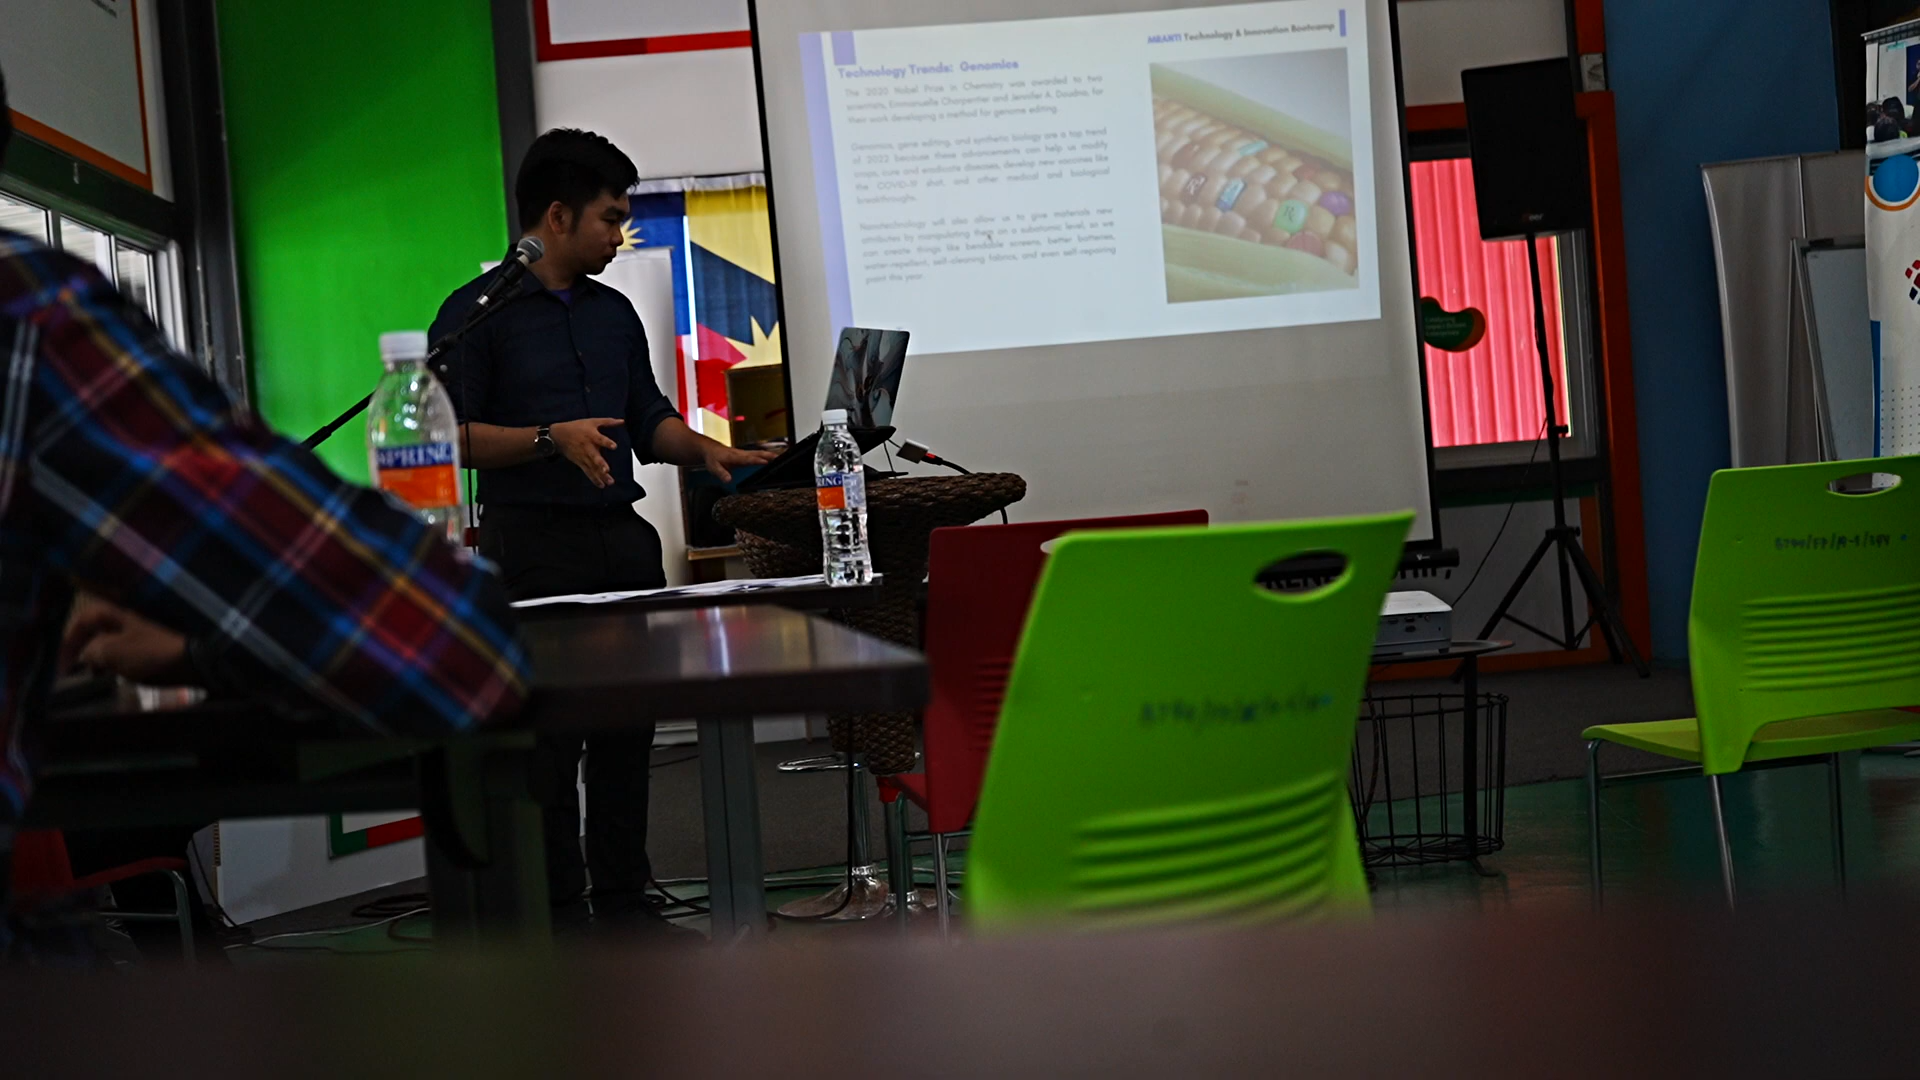 MRANTI Technology & Innovation Bootcamp
Technology Trends: Genomics
The 2020 Nobel Prize in Chemistry was awarded to two
scientists, Emmanuelle Charpentier and Jennifer A. Doudna, for
their work developing a method for genome editing.
Genomics, gene editing, and synthetic biology are a top trend
of 2022 because these advancements can help us modify
crops, cure and eradicate diseases, develop new vaccines like
the COVID-19 shot, and other medical and biological
breakthroughs.
Nanotechnology will also allow us to give materials new
attributes by manipulating them on a subatomic level, so we
can create things like bendable screens, better batteries,
water-repellent, self-cleaning fabrics, and even self-repairing
paint this year.
SPRING
RING